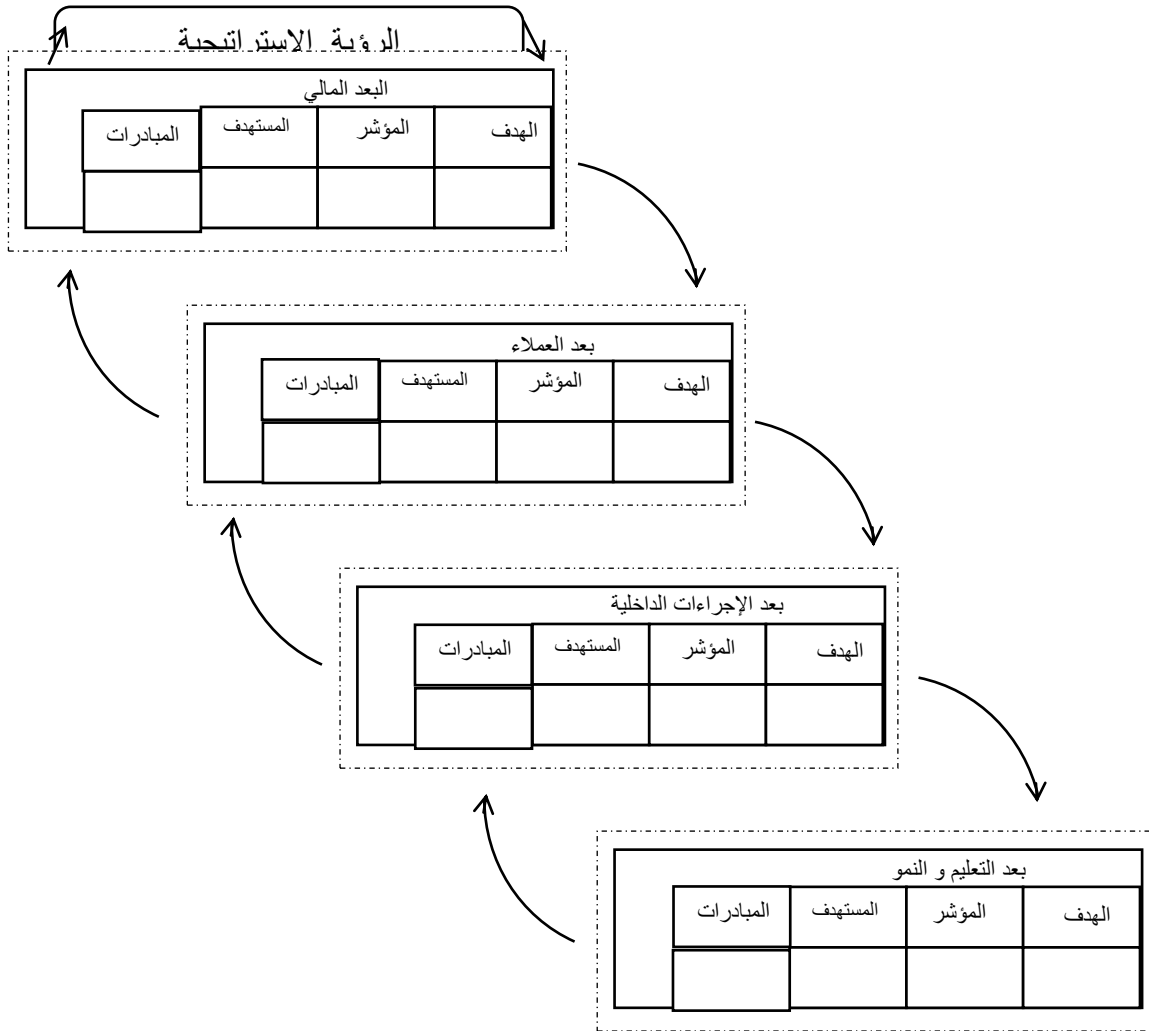 الرؤية الاستراتيجية
البعد المالي
الهدف المؤشر المستهدف المبادرات
بعد العملاء
الهدف المؤشر المستهدف المبادرات
بعد الإجراءات الداخلية
الهدف المؤشر المستهدف المبادرات
بعد التعليم و النمو
الهدف المؤشر المستهدف المبادرات